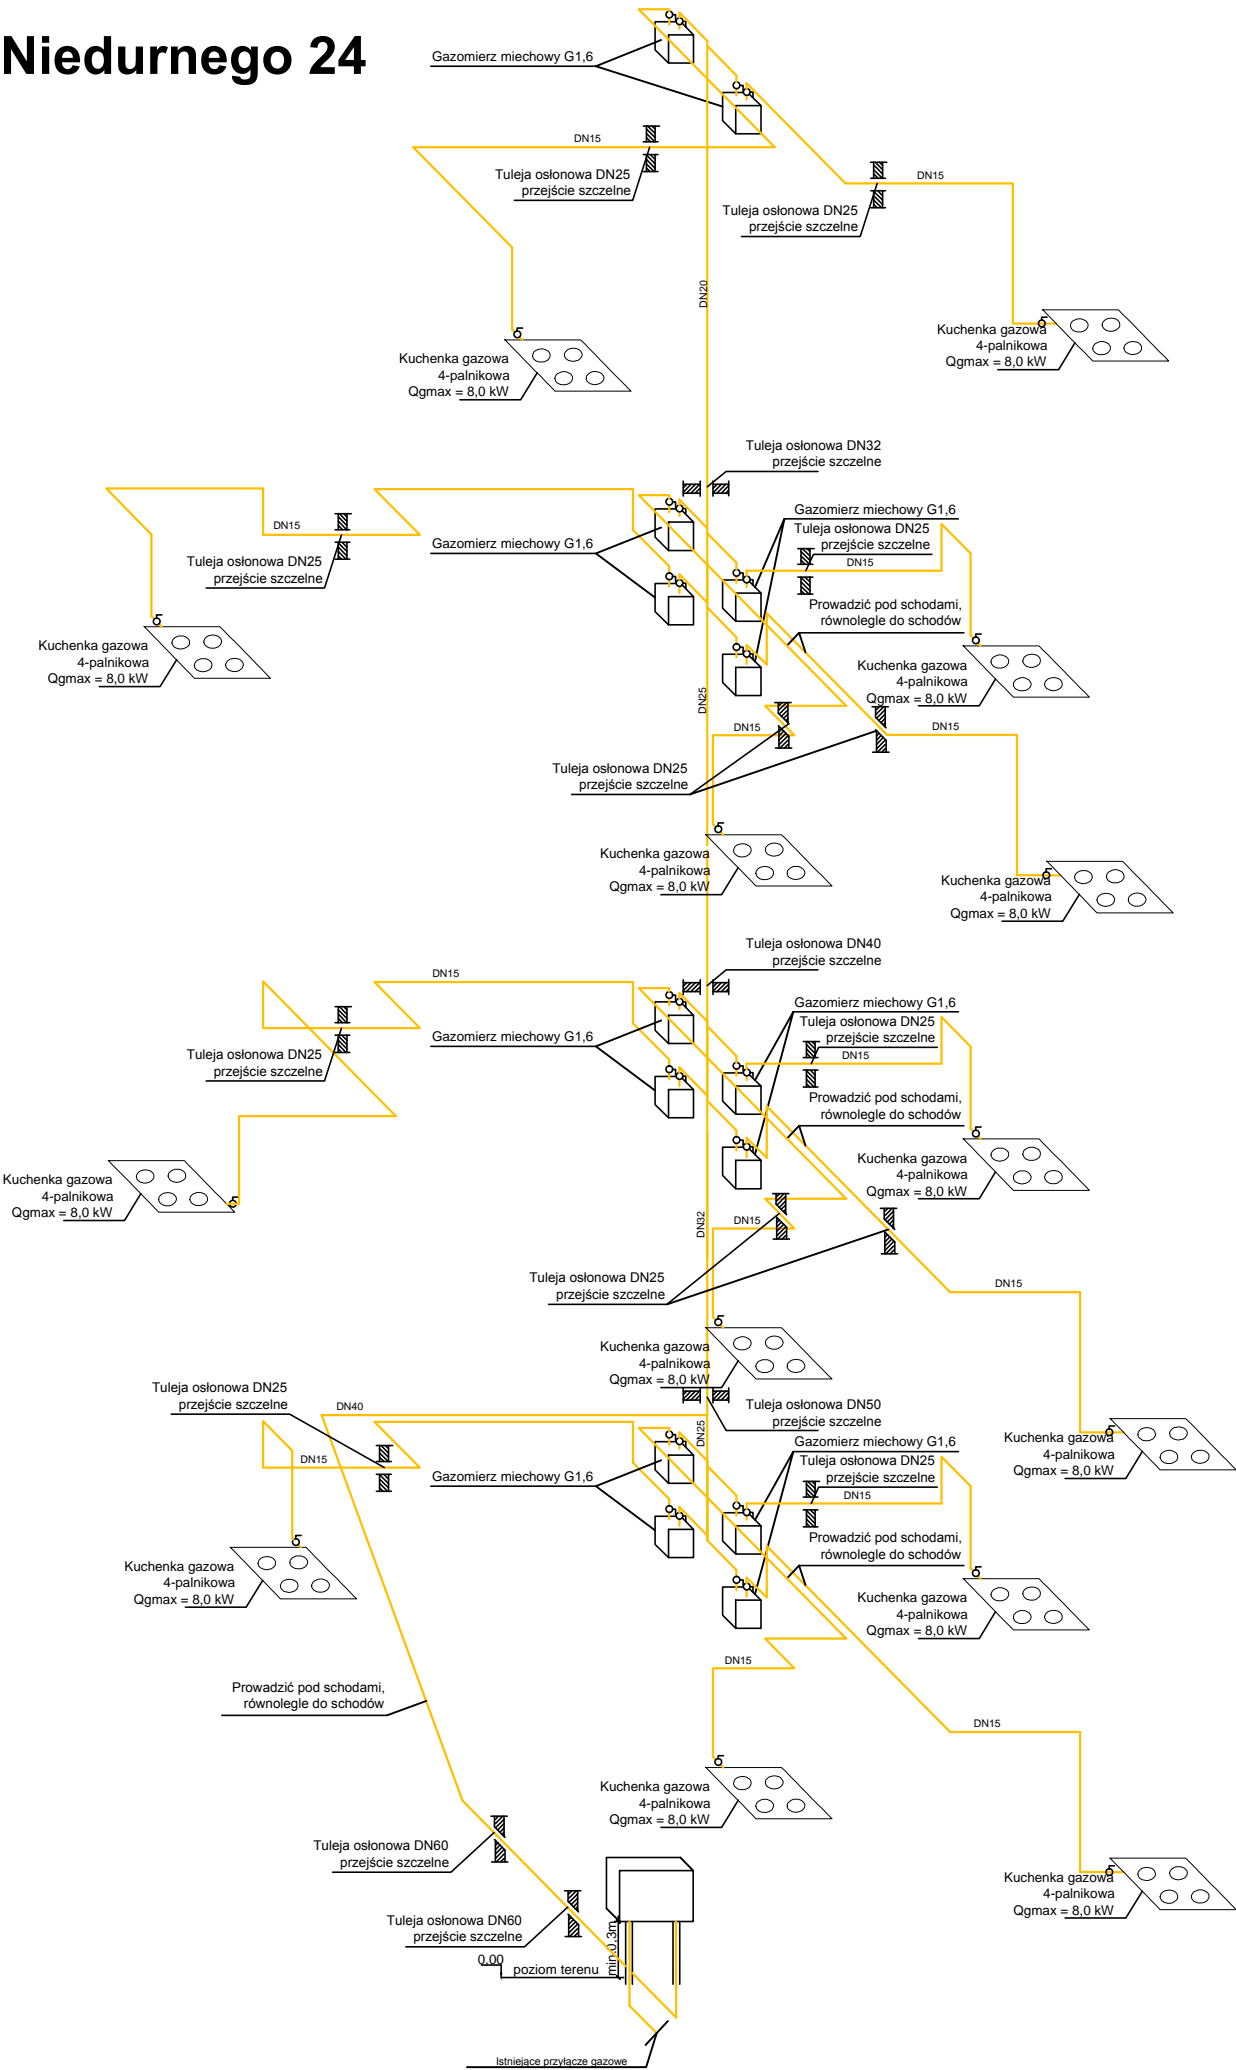 Niedurnego 24
Gazomierz miechowy G1,6
DN15
Tuleja osłonowa DN25
przejście szczelne
DN15
Tuleja osłonowa DN25
przejście szczelne
DN20
Kuchenka gazowa
4-palnikowa
Qgmax = 8,0 kW
Kuchenka gazowa
4-palnikowa
Qgmax = 8,0 kW
Tuleja osłonowa DN32
przejście szczelne
Gazomierz miechowy G1,6
Tuleja osłonowa DN25
przejście szczelne
DN15
DN15
Gazomierz miechowy G1,6
Tuleja osłonowa DN25
przejście szczelne
Prowadzić pod schodami,
równolegle do schodów
Kuchenka gazowa
4-palnikowa
Qgmax = 8,0 kW
Kuchenka gazowa
4-palnikowa
Qgmax = 8,0 kW
DN25
DN15
DN15
Tuleja osłonowa DN25
przejście szczelne
Kuchenka gazowa
4-palnikowa
Qgmax = 8,0 kW
Kuchenka gazowa
4-palnikowa
Qgmax = 8,0 kW
Tuleja osłonowa DN40
przejście szczelne
DN15
Gazomierz miechowy G1,6
Tuleja osłonowa DN25
przejście szczelne
DN15
Gazomierz miechowy G1,6
Tuleja osłonowa DN25
przejście szczelne
Prowadzić pod schodami,
równolegle do schodów
Kuchenka gazowa
4-palnikowa
Qgmax = 8,0 kW
Kuchenka gazowa
4-palnikowa
Qgmax = 8,0 kW
DN32
DN15
Tuleja osłonowa DN25
przejście szczelne
DN15
Kuchenka gazowa
4-palnikowa
Qgmax = 8,0 kW
Tuleja osłonowa DN25
przejście szczelne
DN40
Tuleja osłonowa DN50
przejście szczelne
DN25
Gazomierz miechowy G1,6
Tuleja osłonowa DN25
przejście szczelne
DN15
DN15
Gazomierz miechowy G1,6
Kuchenka gazowa
4-palnikowa
Qgmax = 8,0 kW
Prowadzić pod schodami,
równolegle do schodów
Kuchenka gazowa
4-palnikowa
Qgmax = 8,0 kW
Kuchenka gazowa
4-palnikowa
Qgmax = 8,0 kW
DN15
Prowadzić pod schodami,
równolegle do schodów
DN15
Kuchenka gazowa
4-palnikowa
Qgmax = 8,0 kW
Tuleja osłonowa DN60
przejście szczelne
Kuchenka gazowa
4-palnikowa
Qgmax = 8,0 kW
Tuleja osłonowa DN60
przejście szczelne
min 0,3m
0,00
poziom terenu
Istniejące przyłącze gazowe